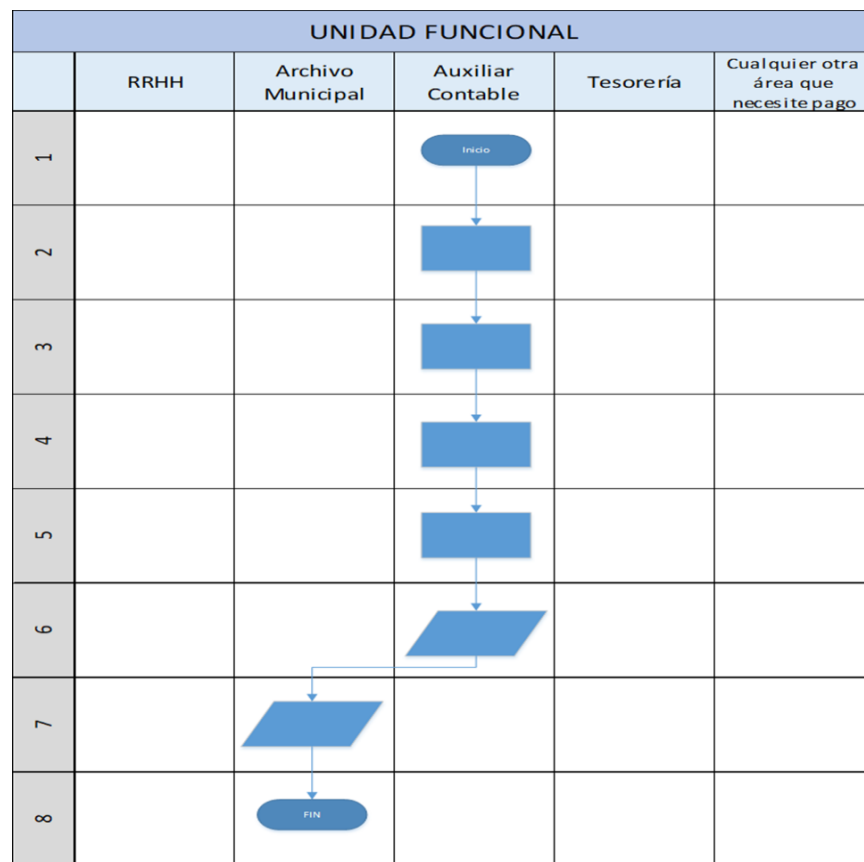 UNIDAD FUNCIONAL
RRHH
Archivo
Municipal
Auxiliar
Contable
Tesorería
Cualquier otra
área que
necesite pago
1
Inicio
2
3
4
5
6
7
8
FIN